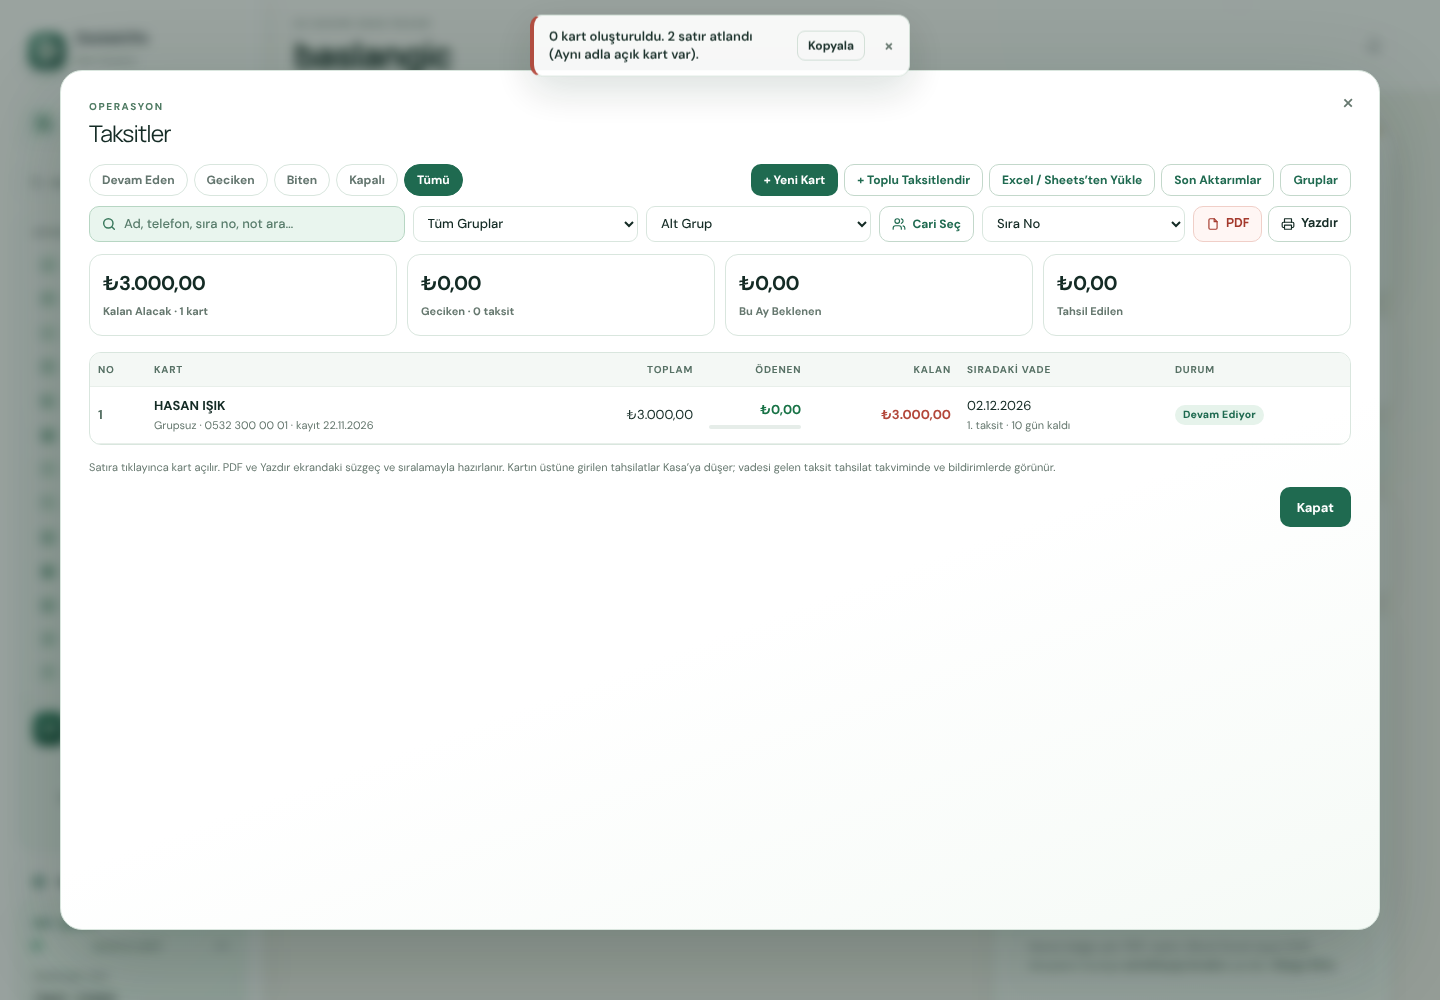 0 kart oluşturuldu. 2 satır atlandı
(Aynı adla açık kart var).
Kopyala
×
başlangıç
OPERASYON
×
Taksitler
Devam Eden
Geciken
Biten
Kapalı
Tümü
+ Yeni Kart
+ Toplu Taksitlendir
Excel / Sheets'ten Yükle
Son Aktarımlar
Gruplar
Ad, telefon, sıra no, not ara...
Tüm Gruplar
Alt Grup
Cari Seç
Sıra No
PDF
Yazdır
₺3.000,00
Kalan Alacak · 1 kart
₺0,00
Geciken · 0 taksit
₺0,00
Bu Ay Beklenen
₺0,00
Tahsil Edilen
NO KART TOPLAM ÖDENEN KALAN SIRADAKİ VADE DURUM
1 HASAN IŞIK ₺3.000,00 ₺0,00 ₺3.000,00 02.12.2026 Devam Ediyor
Grupsuz · 0532 300 00 01 · kayıt 22.11.2026 1. taksit · 10 gün kaldı
Satıra tıklayınca kart açılır. PDF ve Yazdır ekrandaki süzgeç ve sıralamayla hazırlanır. Kartın üstüne girilen tahsilatlar Kasa'ya düşer; vadesi gelen taksit tahsilat takviminde ve bildirimlerde görünür.
Kapat